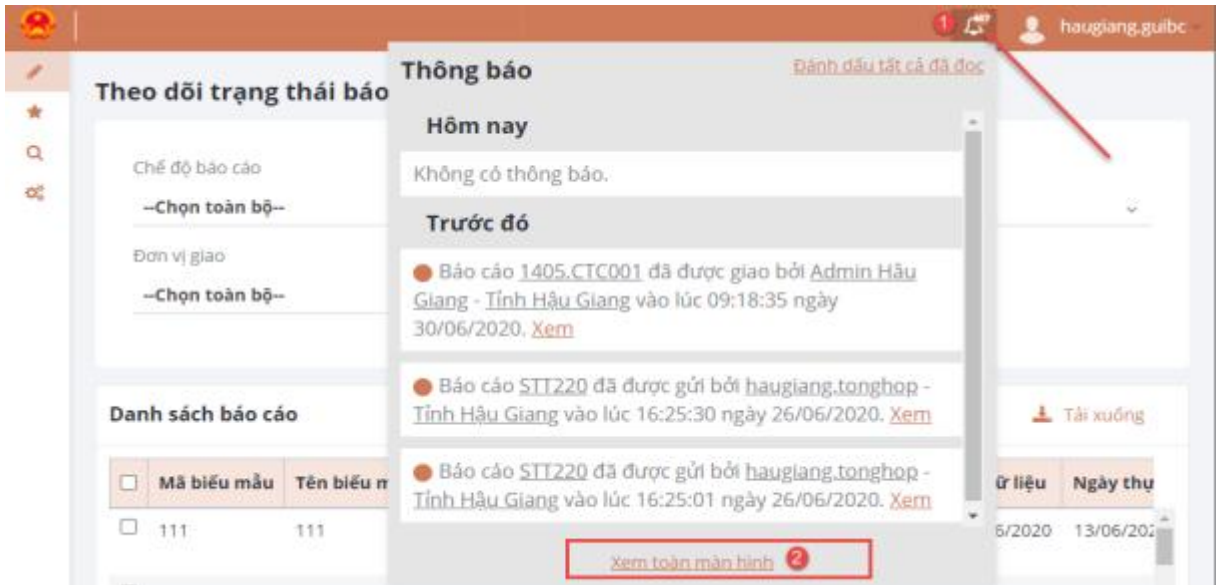 1
haugiang.guibc
Thông báo
Đánh dấu tất cả đã đọc
Theo dõi trạng thái báo
Hôm nay
Không có thông báo.
Chế độ báo cáo
--Chọn toàn bộ--
Trước đó
Đơn vị giao
--Chọn toàn bộ--
Báo cáo 1405.CTC001 đã được giao bởi Admin Hậu
Giang - Tỉnh Hậu Giang vào lúc 09:18:35 ngày
30/06/2020. Xem
Báo cáo STT220 đã được gửi bởi haugiang.tonghop -
Tỉnh Hậu Giang vào lúc 16:25:30 ngày 26/06/2020. Xem
Danh sách báo cáo
Tải xuống
Báo cáo STT220 đã được gửi bởi haugiang.tonghop -
Tỉnh Hậu Giang vào lúc 16:25:01 ngày 26/06/2020. Xem
Mã biểu mẫu Tên biểu m ữ liệu Ngày thự
111 111 6/2020 13/06/202
Xem toàn màn hình 2